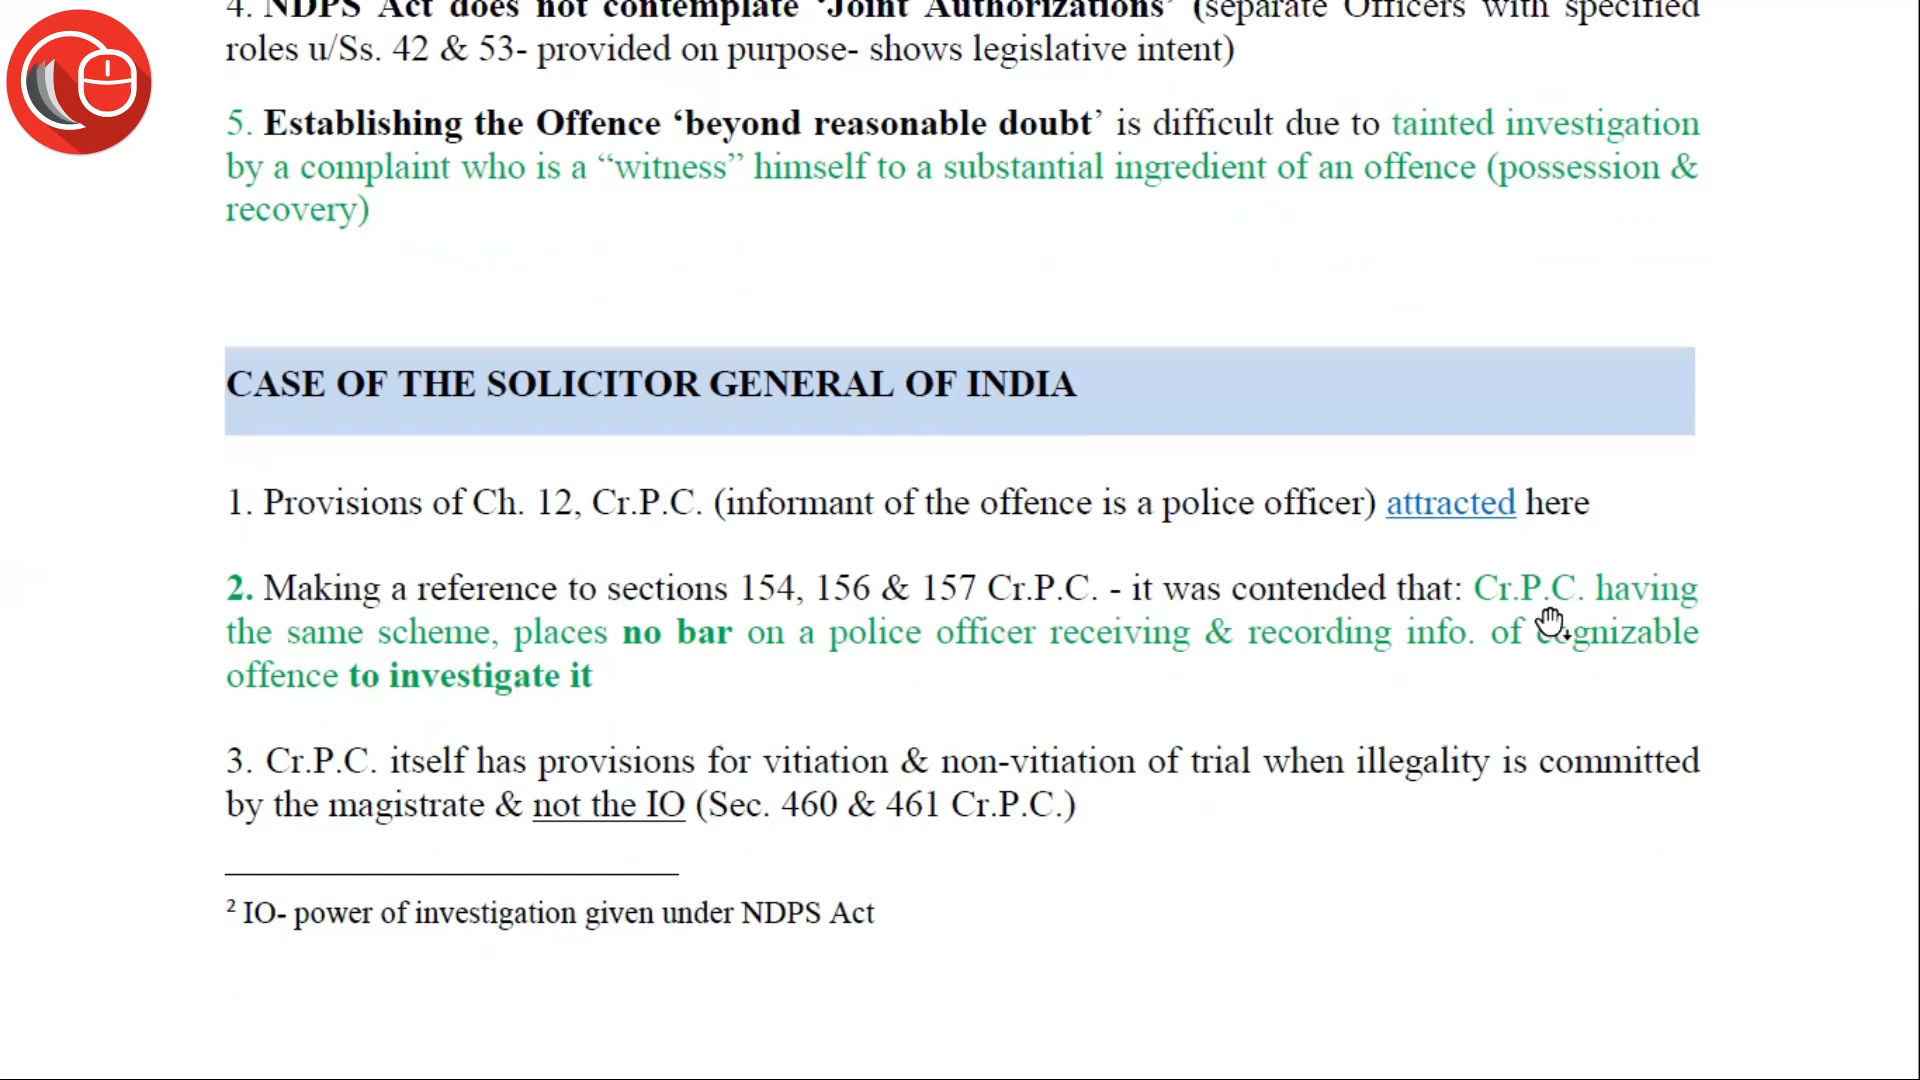 4. NDPS Act does not contemplate ‘Joint Authorizations’ (separate Officers with specified
roles u/Ss. 42 & 53- provided on purpose- shows legislative intent)
5. Establishing the Offence ‘beyond reasonable doubt’ is difficult due to tainted investigation
by a complaint who is a “witness” himself to a substantial ingredient of an offence (possession &
recovery)
CASE OF THE SOLICITOR GENERAL OF INDIA
1. Provisions of Ch. 12, Cr.P.C. (informant of the offence is a police officer) attracted here
2. Making a reference to sections 154, 156 & 157 Cr.P.C. - it was contended that: Cr.P.C. having
the same scheme, places no bar on a police officer receiving & recording info. of cognizable
offence to investigate it
3. Cr.P.C. itself has provisions for vitiation & non-vitiation of trial when illegality is committed
by the magistrate & not the IO (Sec. 460 & 461 Cr.P.C.)
2 IO- power of investigation given under NDPS Act